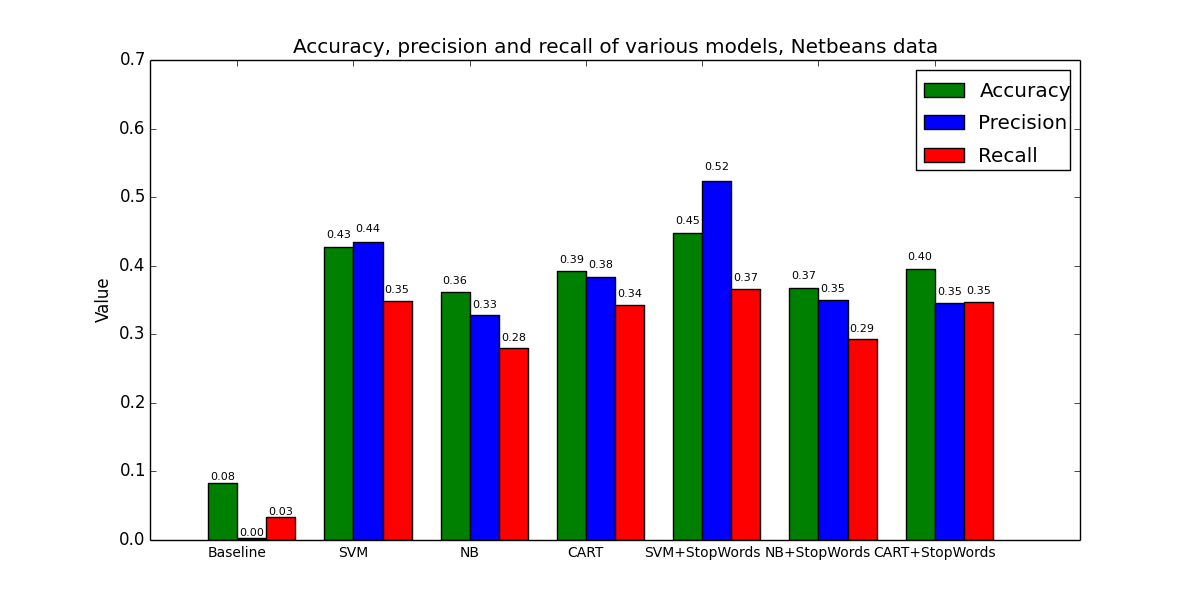 Accuracy, precision and recall of various models, Netbeans data
0.7
0.6
0.5
0.4
0.3
0.2
0.1
0.0
Value
Accuracy
Precision
Recall
0.08
0.00
0.03
0.43
0.44
0.35
0.36
0.33
0.28
0.39
0.38
0.34
0.45
0.52
0.37
0.37
0.35
0.29
0.40
0.35
0.35
Baseline
SVM
NB
CART
SVM+StopWords
NB+StopWords
CART+StopWords